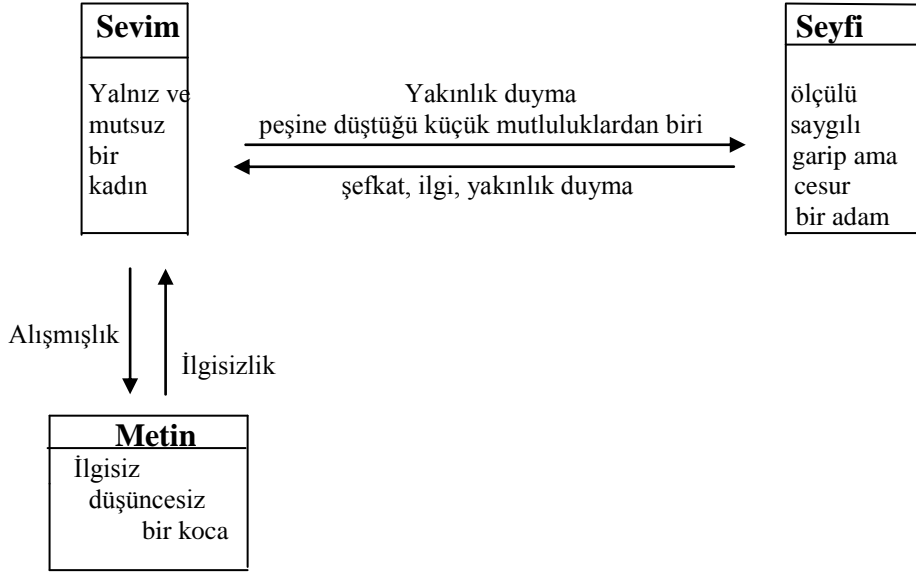 Sevim
Yalnız ve
mutsuz
bir
kadın
Yakınlık duyma
peşine düştüğü küçük mutluluklardan biri
şefkat, ilgi, yakınlık duyma
Seyfi
ölçülü
saygılı
garip ama
cesur
bir adam
Alışmışlık
İlgisizlik
Metin
İlgisiz
düşüncesiz
bir koca